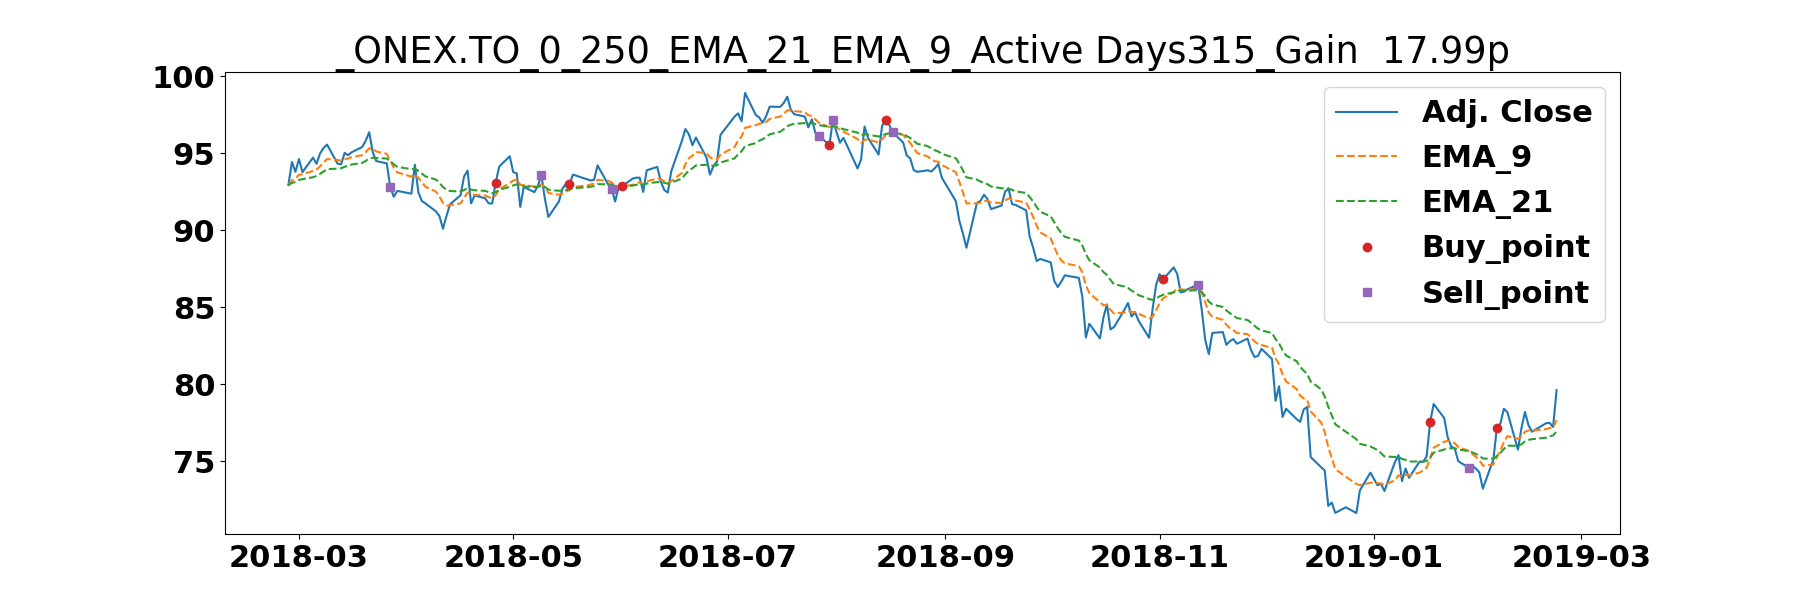 _ONEX.TO_0_250_EMA_21_EMA_9_Active Days315_Gain  17.99p
100
95
90
85
80
75
Adj. Close
EMA_9
EMA_21
Buy_point
Sell_point
2018-03 2018-05 2018-07 2018-09 2018-11 2019-01 2019-03